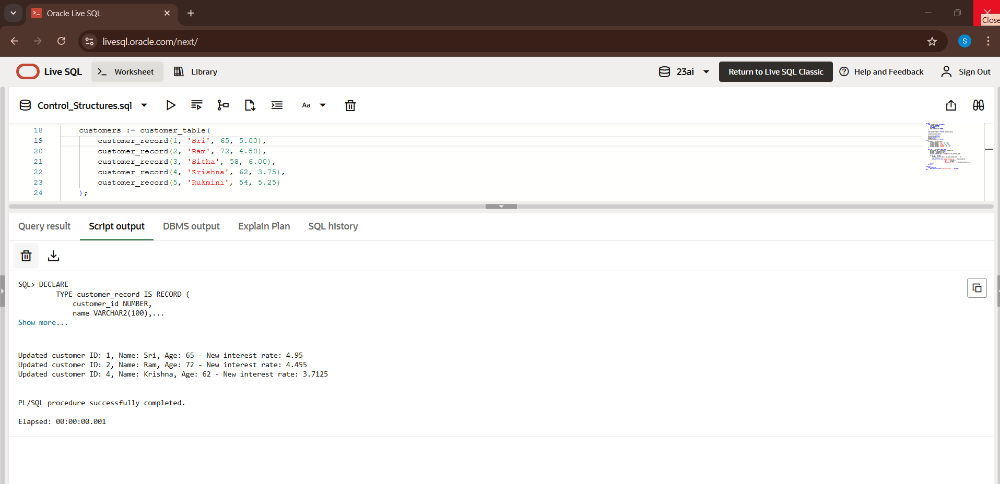 Oracle Live SQL
Close
livesql.oracle.com/next/
S
Live SQL
Worksheet
Library
23ai
Return to Live SQL Classic
Help and Feedback
Sign Out
Control_Structures.sql
Aa
18 customers := customer_table(
19 customer_record(1, 'Sri', 65, 5.00),
20 customer_record(2, 'Ram', 72, 4.50),
21 customer_record(3, 'Sitha', 58, 6.00),
22 customer_record(4, 'Krishna', 62, 3.75),
23 customer_record(5, 'Rukmini', 54, 5.25)
24 );
Query result
Script output
DBMS output
Explain Plan
SQL history
SQL> DECLARE
TYPE customer_record IS RECORD (
customer_id NUMBER,
name VARCHAR2(100),...
Show more...
Updated customer ID: 1, Name: Sri, Age: 65 - New interest rate: 4.95
Updated customer ID: 2, Name: Ram, Age: 72 - New interest rate: 4.455
Updated customer ID: 4, Name: Krishna, Age: 62 - New interest rate: 3.7125
PL/SQL procedure successfully completed.
Elapsed: 00:00:00.001